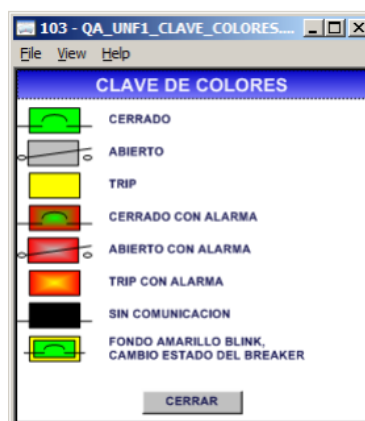 103 - QA_UNF1_CLAVE_COLORES....
File View Help
CLAVE DE COLORES
CERRADO
ABIERTO
TRIP
CERRADO CON ALARMA
ABIERTO CON ALARMA
TRIP CON ALARMA
SIN COMUNICACION
FONDO AMARILLO BLINK,
CAMBIO ESTADO DEL BREAKER
CERRAR